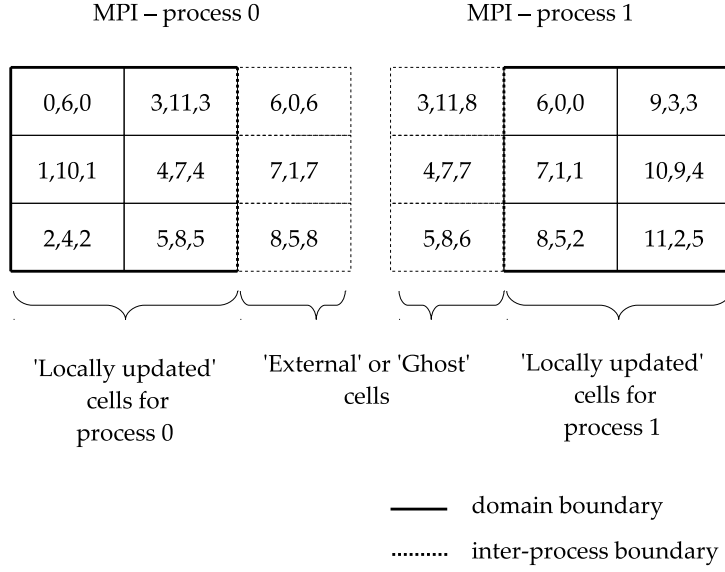 MPI – process 0 MPI – process 1
0,6,0 3,11,3 6,0,6 3,11,8 6,0,0 9,3,3
1,10,1 4,7,4 7,1,7 4,7,7 7,1,1 10,9,4
2,4,2 5,8,5 8,5,8 5,8,6 8,5,2 11,2,5
'Locally updated'
cells for
process 0
'External' or 'Ghost'
cells
'Locally updated'
cells for
process 1
domain boundary
inter-process boundary